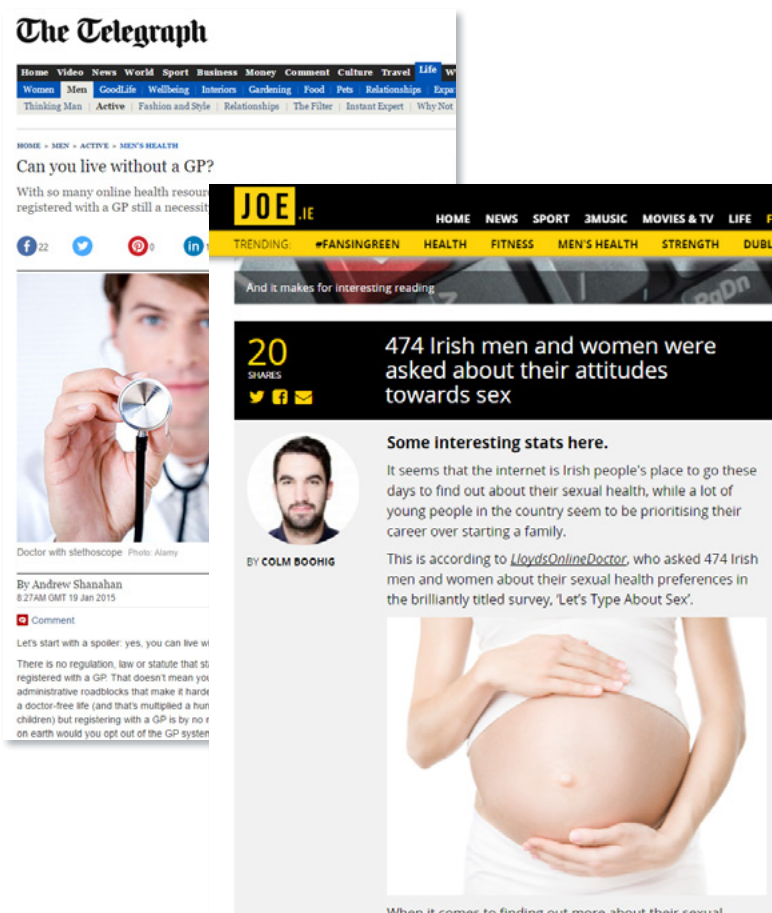 The Telegraph
Home Video News World Sport Business Money Comment Culture Travel Life
Women Men GoodLife Wellbeing Interiors Gardening Food Pets Relationships
Thinking Man Active Fashion and Style Relationships The Filter Instant Expert Why Not
HOME » MEN » ACTIVE » MEN'S HEALTH
Can you live without a GP?
With so many online health
registered with a GP still a
22
0
Doctor with stethoscope Photo: Alamy
By Andrew Shanahan
8:27AM GMT 19 Jan 2015
Comment
Let's start with a spoiler: yes, you can live
There is no regulation, law or statute that
registered with a GP. That doesn't mean
administrative roadblocks that make it
a doctor-free life (and that's multiplied a
children) but registering with a GP is by no
on earth would you opt out of the GP
JOE.IE
HOME NEWS SPORT 3MUSIC MOVIES & TV LIFE
TRENDING: #FANSINGREEN HEALTH FITNESS MEN'S HEALTH STRENGTH
And it makes for interesting reading
PgDn
20
SHARES
474 Irish men and women were
asked about their attitudes
towards sex
BY COLM BOOHIG
Some interesting stats here.
It seems that the internet is Irish people's place to go these
days to find out about their sexual health, while a lot of
young people in the country seem to be prioritising their
career over starting a family.
This is according to LloydsOnlineDoctor, who asked 474 Irish
men and women about their sexual health preferences in
the brilliantly titled survey, 'Let's Type About Sex'.
When it comes to finding out more about their sexual